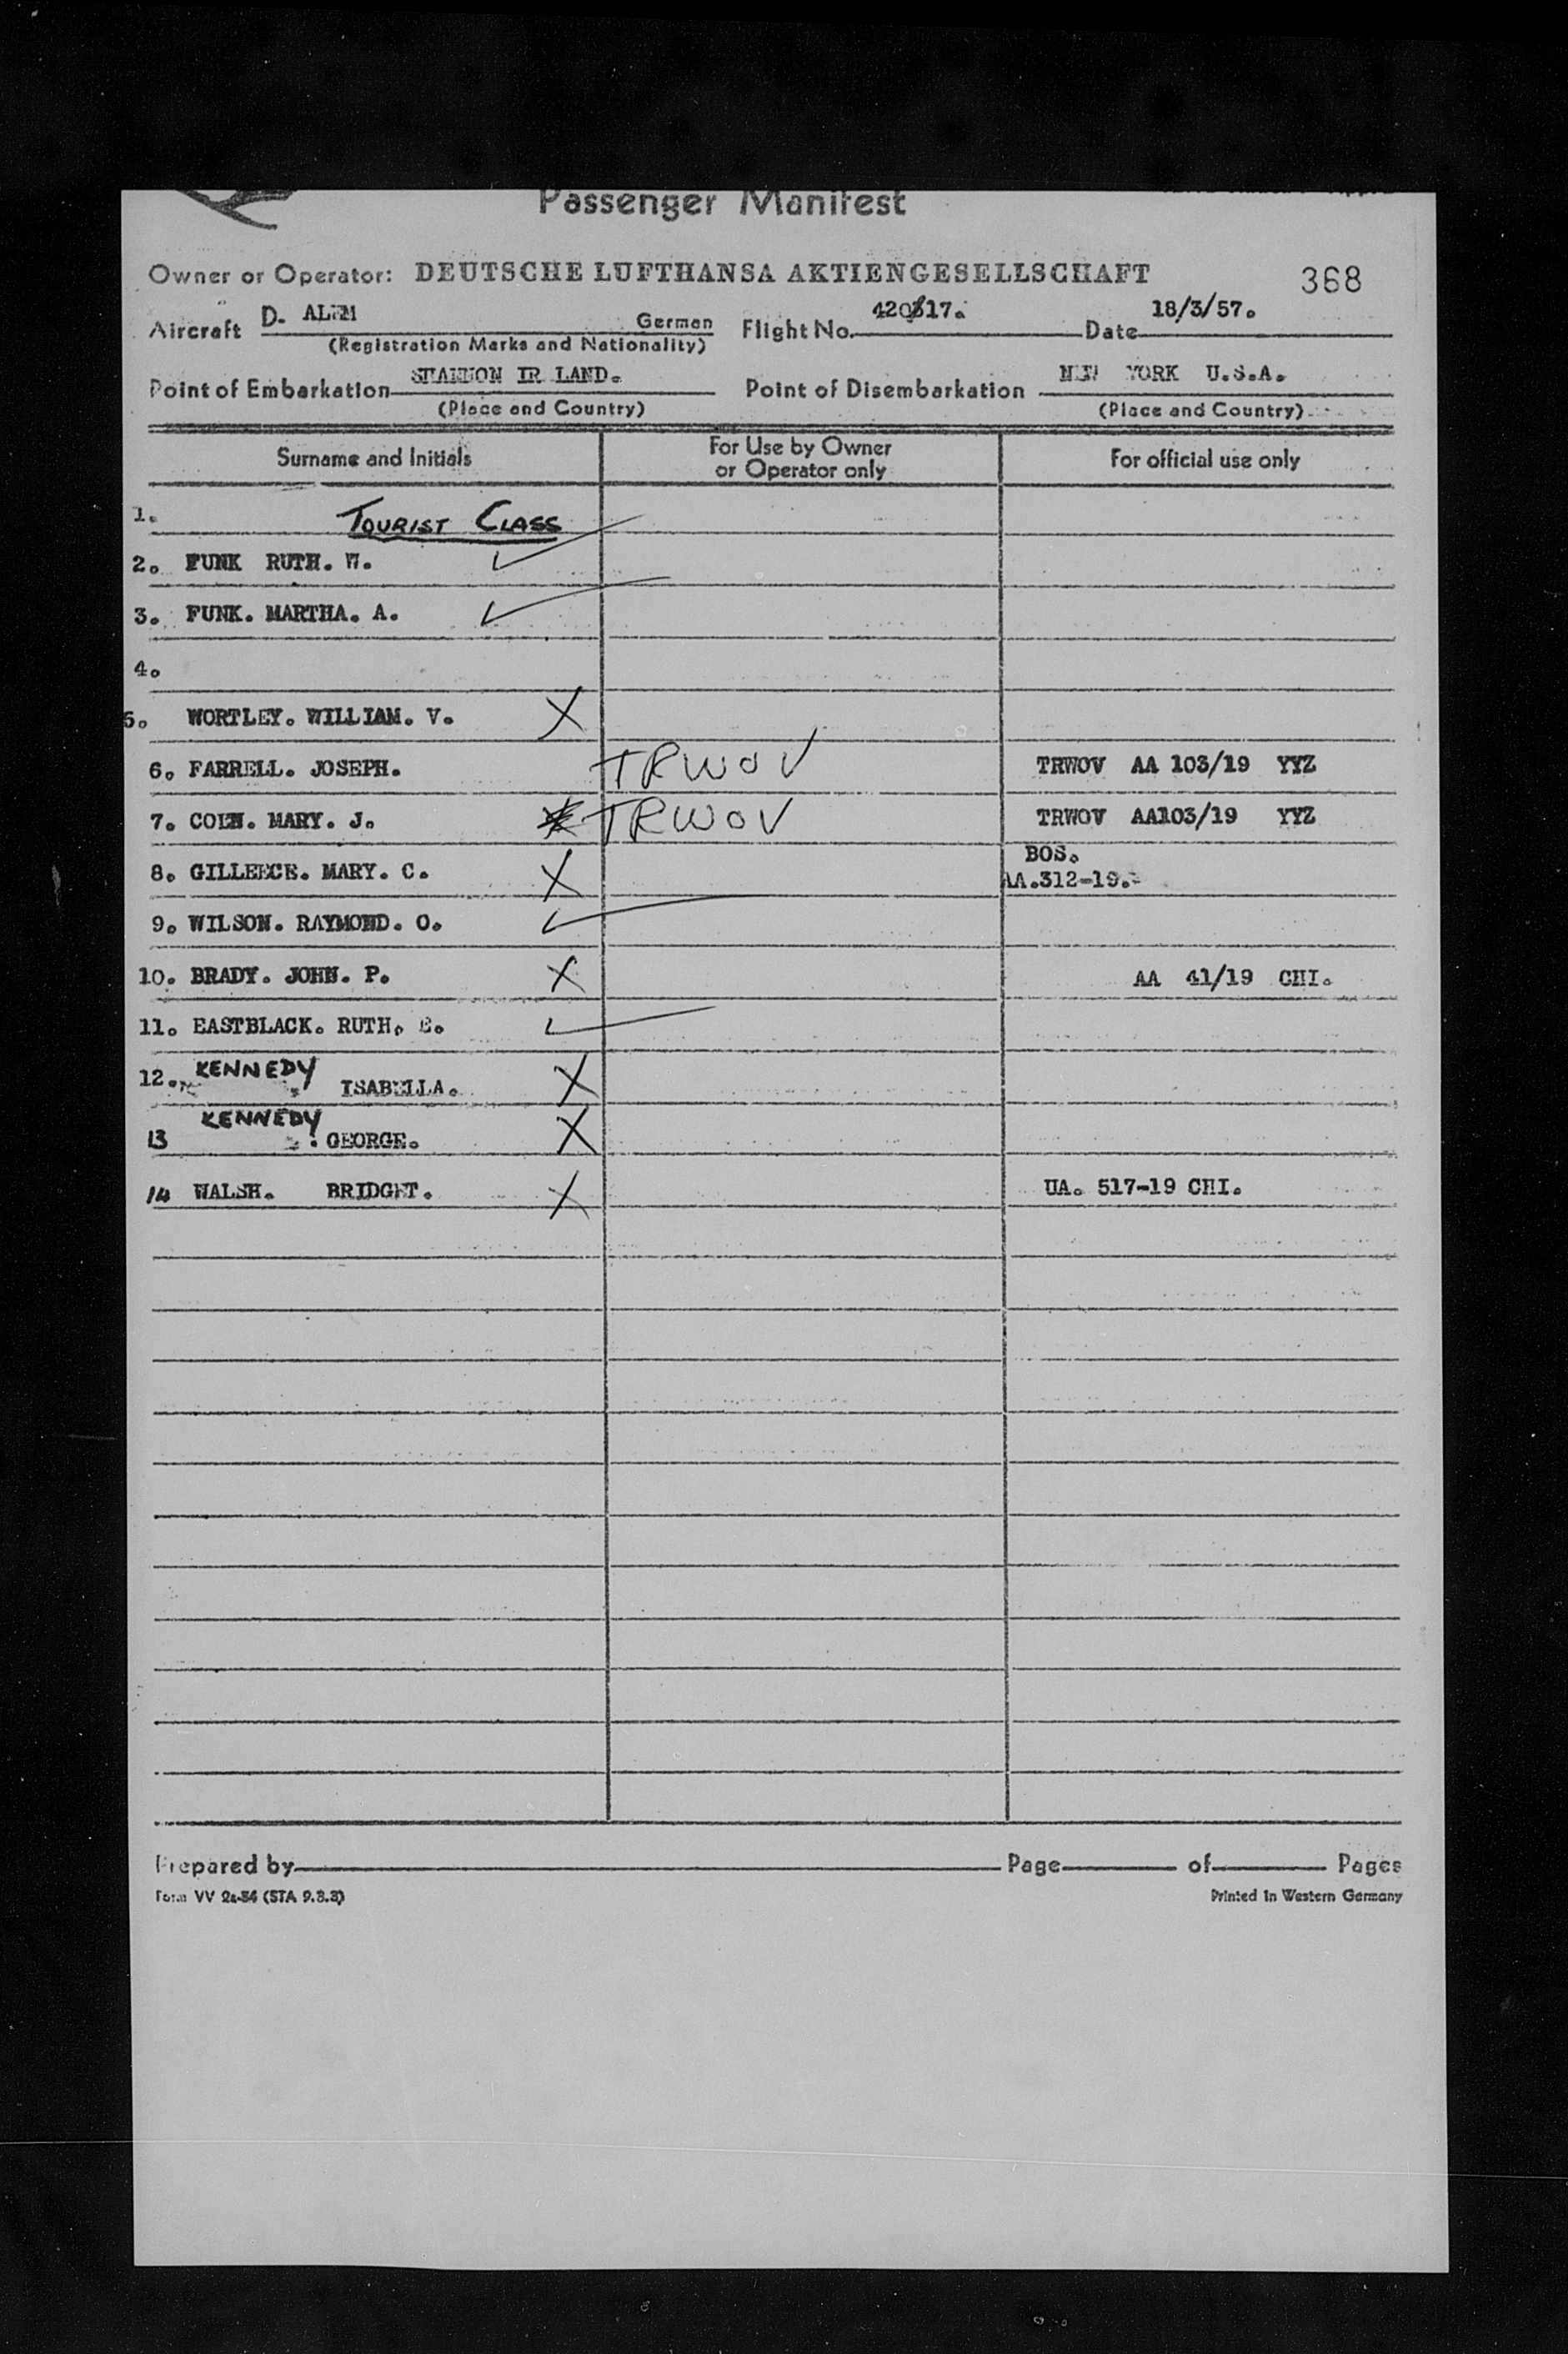 Passenger Manifest
Owner or Operator: DEUTSCHE LUFTHANSA AKTIENGESELLSCHAFT 368
Aircraft D- ALEM German Flight No. Date 18/3/57.
(Registration Marks and Nationality)
Point of Embarkation SHANNON IR LAND. Point of Disembarkation NEW YORK U.S.A.
(Place and Country) (Place and Country)
Surname and Initials For Use by Owner or Operator only For official use only
1. TOURIST CLASS
2. FUNK RUTH. W.
3. FUNK. MARTHA. A.
4.
5. WORTLEY. WILLIAM. V. X
6. FARRELL. JOSEPH. TRWOV TRWOV AA 103/19 YYZ
7. COEN. MARY. J. TRWOV TRWOV AA103/19 YYZ
8. GILLEECE. MARY. C. X BOS.
AA.312-19.
9. WILSON. RAYMOND. O.
10. BRADY. JOHN. P. X AA 41/19 CHI.
11. EASTBLACK. RUTH. E.
12. KENNEDY ISABELLA. X
13 KENNEDY GEORGE. X
14 WALSH. BRIDGET. X UA. 517-19 CHI.
Prepared by Page of Pages
Form VV 2a-54 (STA 9.3.3) Printed in Western Germany